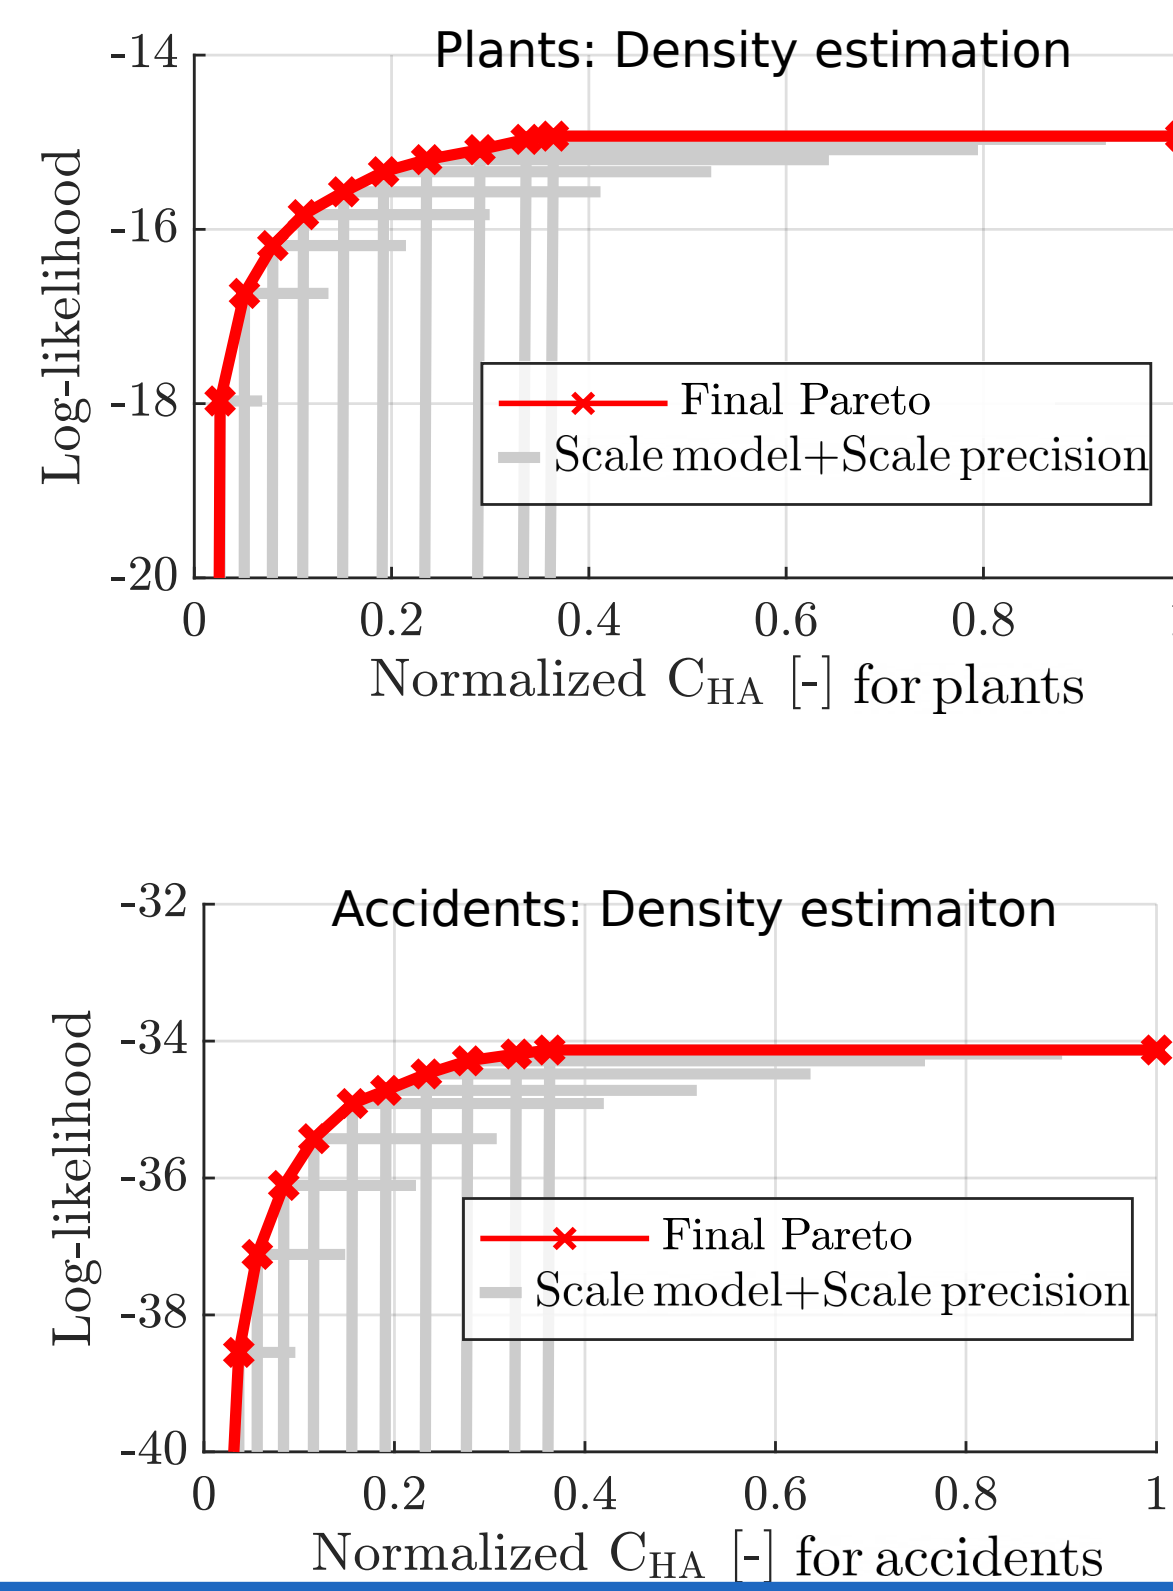 Plants: Density estimation
-14
-16
-18
-20
Log-likelihood
Final Pareto
Scale model+Scale precision
0 0.2 0.4 0.6 0.8
Normalized C_HA [-] for plants
Accidents: Density estimaiton
-32
-34
-36
-38
-40
Log-likelihood
Final Pareto
Scale model+Scale precision
0 0.2 0.4 0.6 0.8 1
Normalized C_HA [-] for accidents